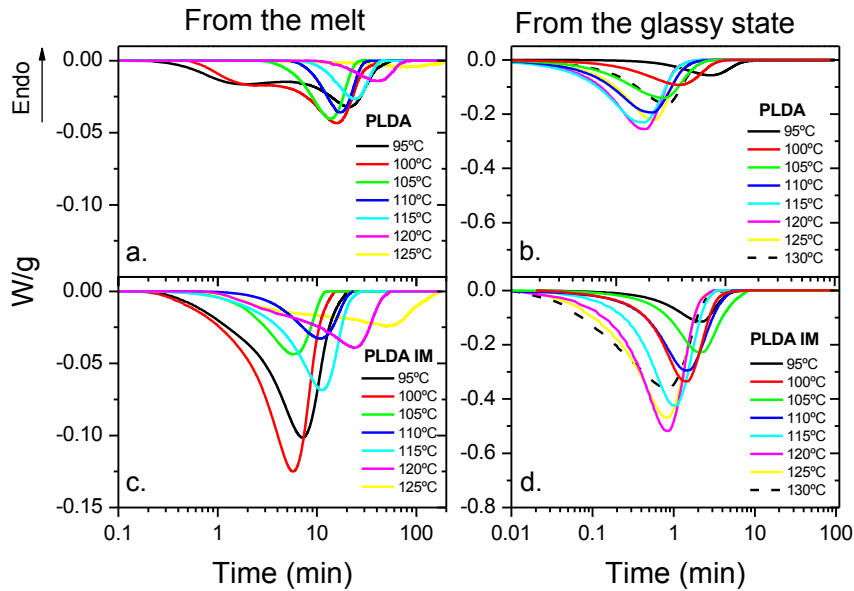 From the melt
From the glassy state
Endo
W/g
0.00
-0.05
-0.10
PLDA
95ºC
100ºC
105ºC
110ºC
115ºC
120ºC
125ºC
a.
0.0
-0.2
-0.4
-0.6
PLDA
95ºC
100ºC
105ºC
110ºC
115ºC
120ºC
125ºC
130ºC
b.
0.00
-0.05
-0.10
-0.15
PLDA IM
95ºC
100ºC
105ºC
110ºC
115ºC
120ºC
125ºC
c.
0.1 1 10 100
Time (min)
0.0
-0.2
-0.4
-0.6
-0.8
PLDA IM
95ºC
100ºC
105ºC
110ºC
115ºC
120ºC
125ºC
130ºC
d.
0.01 0.1 1 10 100
Time (min)